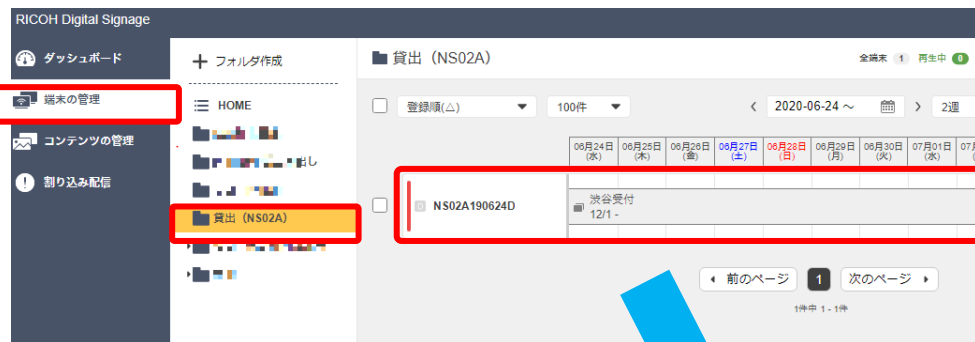 RICOH Digital Signage
ダッシュボード
端末の管理
コンテンツの管理
割り込み配信
フォルダ作成
HOME
貸出（NS02A）
貸出（NS02A）
全端末 1 再生中 0
登録順(△) 100件 2020-06-24 ～ 2週
06月24日(水) 06月25日(木) 06月26日(金) 06月27日(土) 06月28日(日) 06月29日(月) 06月30日(火) 07月01日(水)
NS02A190624D
渋谷受付
12/1 -
前のページ 1 次のページ
1件中 1 - 1件